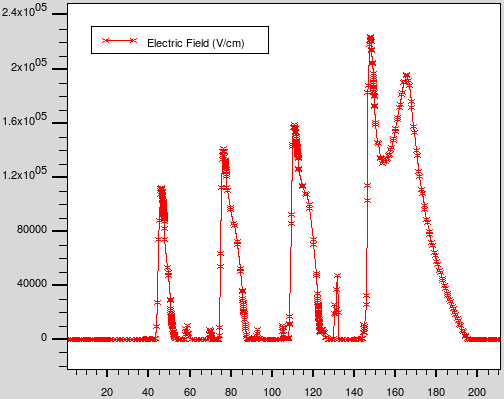 2.4x10⁰⁵
Electric Field (V/cm)
2x10⁰⁵
1.6x10⁰⁵
1.2x10⁰⁵
80000
40000
0
20 40 60 80 100 120 140 160 180 200